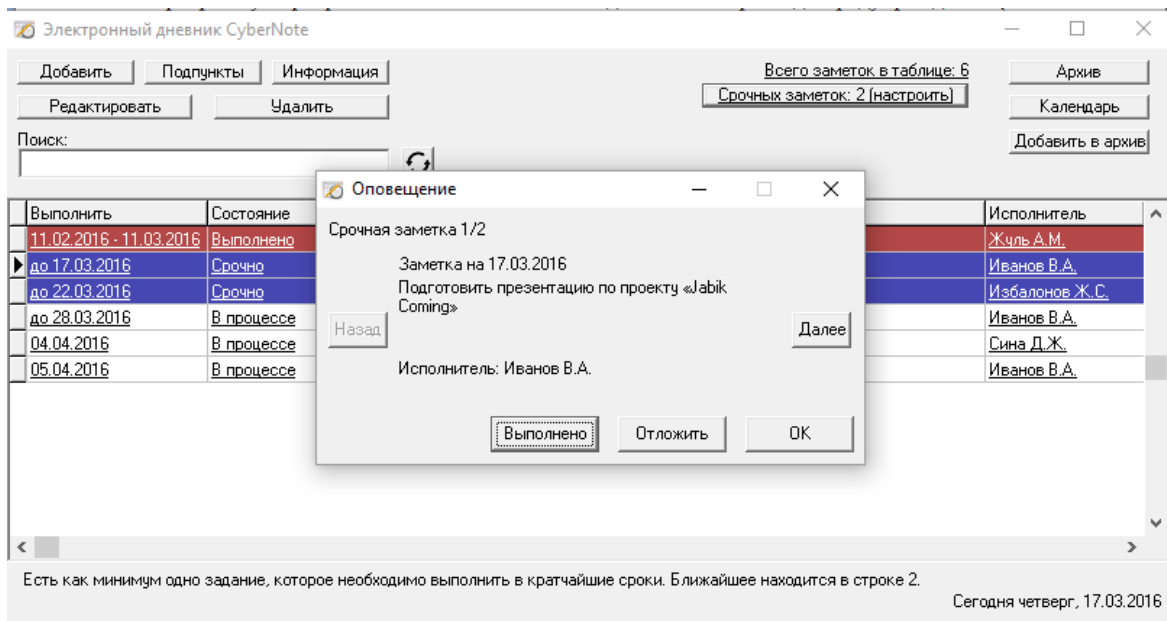 Электронный дневник CyberNote
Добавить Подпункты Информация Всего заметок в таблице: 6 Архив
Редактировать Удалить Срочных заметок: 2 (настроить) Календарь
Поиск: Добавить в архив
Оповещение
Срочная заметка 1/2
Заметка на 17.03.2016
Подготовить презентацию по проекту «Jabik
Coming»
Назад Далее
Исполнитель: Иванов В.А.
Выполнено Отложить OK
Выполнить Состояние Исполнитель
11.02.2016 - 11.03.2016 Выполнено Жуль А.М.
до 17.03.2016 Срочно Иванов В.А.
до 22.03.2016 Срочно Избалонов Ж.С.
до 28.03.2016 В процессе Иванов В.А.
04.04.2016 В процессе Сина Д.Ж.
05.04.2016 В процессе Иванов В.А.
Есть как минимум одно задание, которое необходимо выполнить в кратчайшие сроки. Ближайшее находится в строке 2.
Сегодня четверг, 17.03.2016